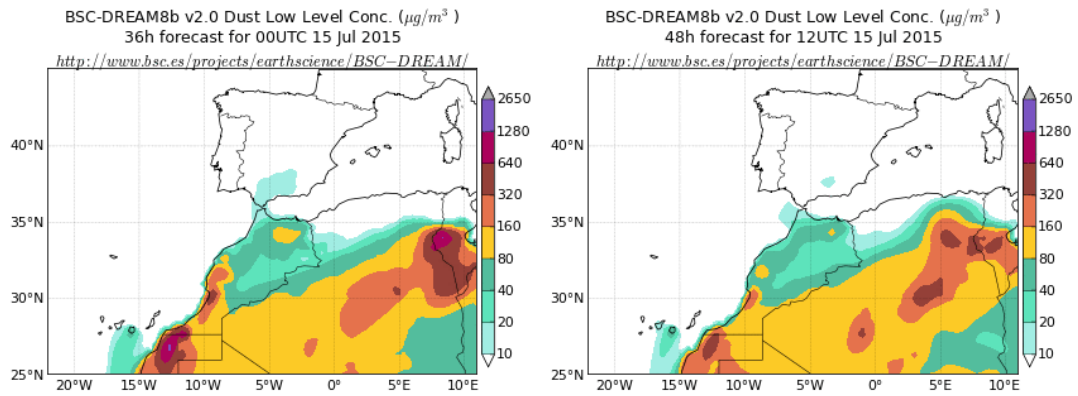 BSC-DREAM8b v2.0 Dust Low Level Conc. (μg/m³ )
36h forecast for 00UTC 15 Jul 2015
http://www.bsc.es/projects/earthscience/BSC−DREAM/
40°N
35°N
30°N
25°N
20°W 15°W 10°W 5°W 0° 5°E 10°E
2650
1280
640
320
160
80
40
20
10
BSC-DREAM8b v2.0 Dust Low Level Conc. (μg/m³ )
48h forecast for 12UTC 15 Jul 2015
http://www.bsc.es/projects/earthscience/BSC−DREAM/
40°N
35°N
30°N
25°N
20°W 15°W 10°W 5°W 0° 5°E 10°E
2650
1280
640
320
160
80
40
20
10